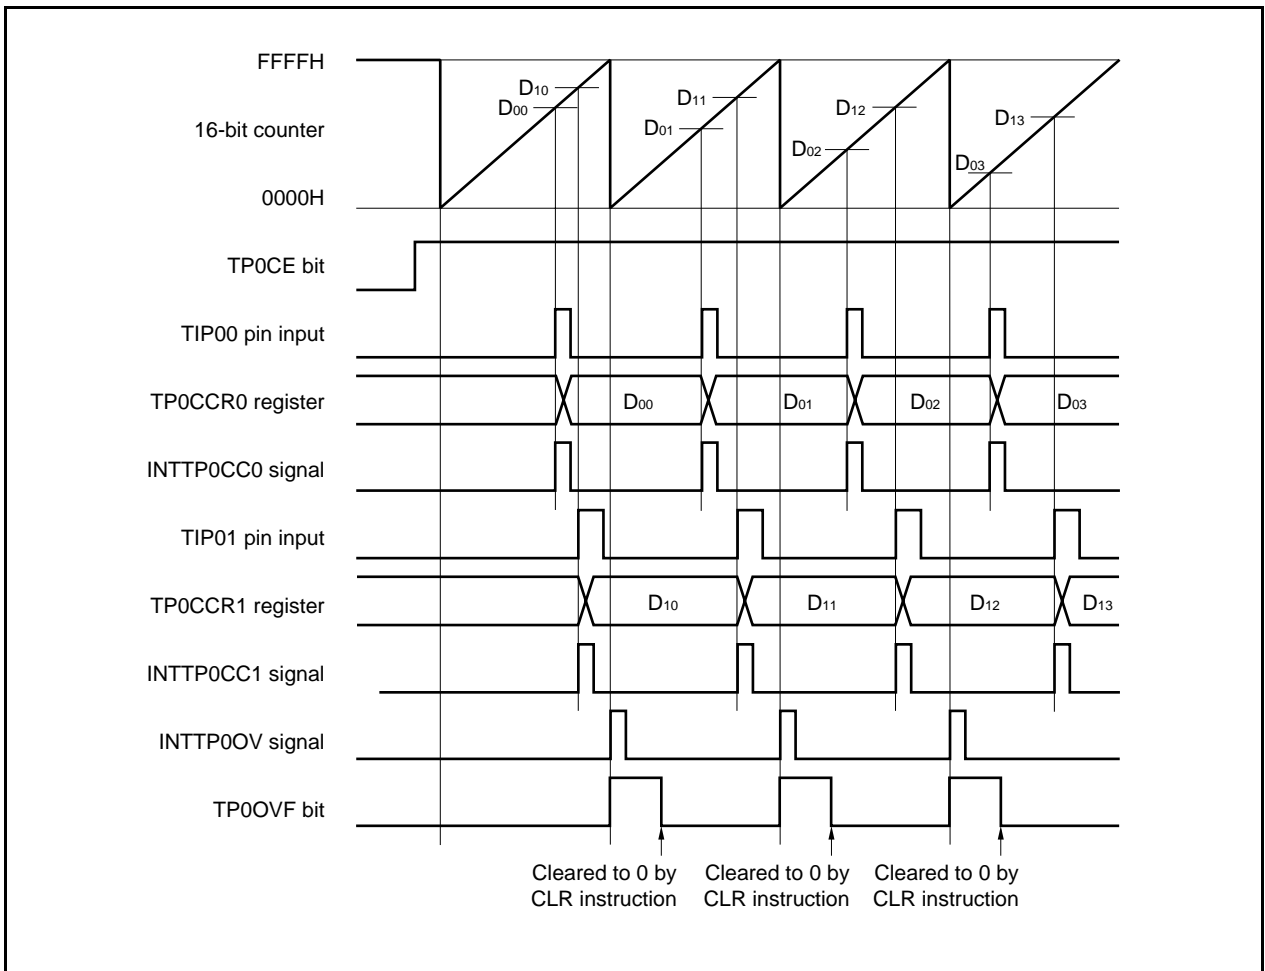 FFFFH
D10
D00
D11
D01
D12
D02
D13
D03
16-bit counter
0000H
TP0CE bit
TIP00 pin input
TP0CCR0 register
D00
D01
D02
D03
INTTP0CC0 signal
TIP01 pin input
TP0CCR1 register
D10
D11
D12
D13
INTTP0CC1 signal
INTTP0OV signal
TP0OVF bit
Cleared to 0 by
CLR instruction
Cleared to 0 by
CLR instruction
Cleared to 0 by
CLR instruction